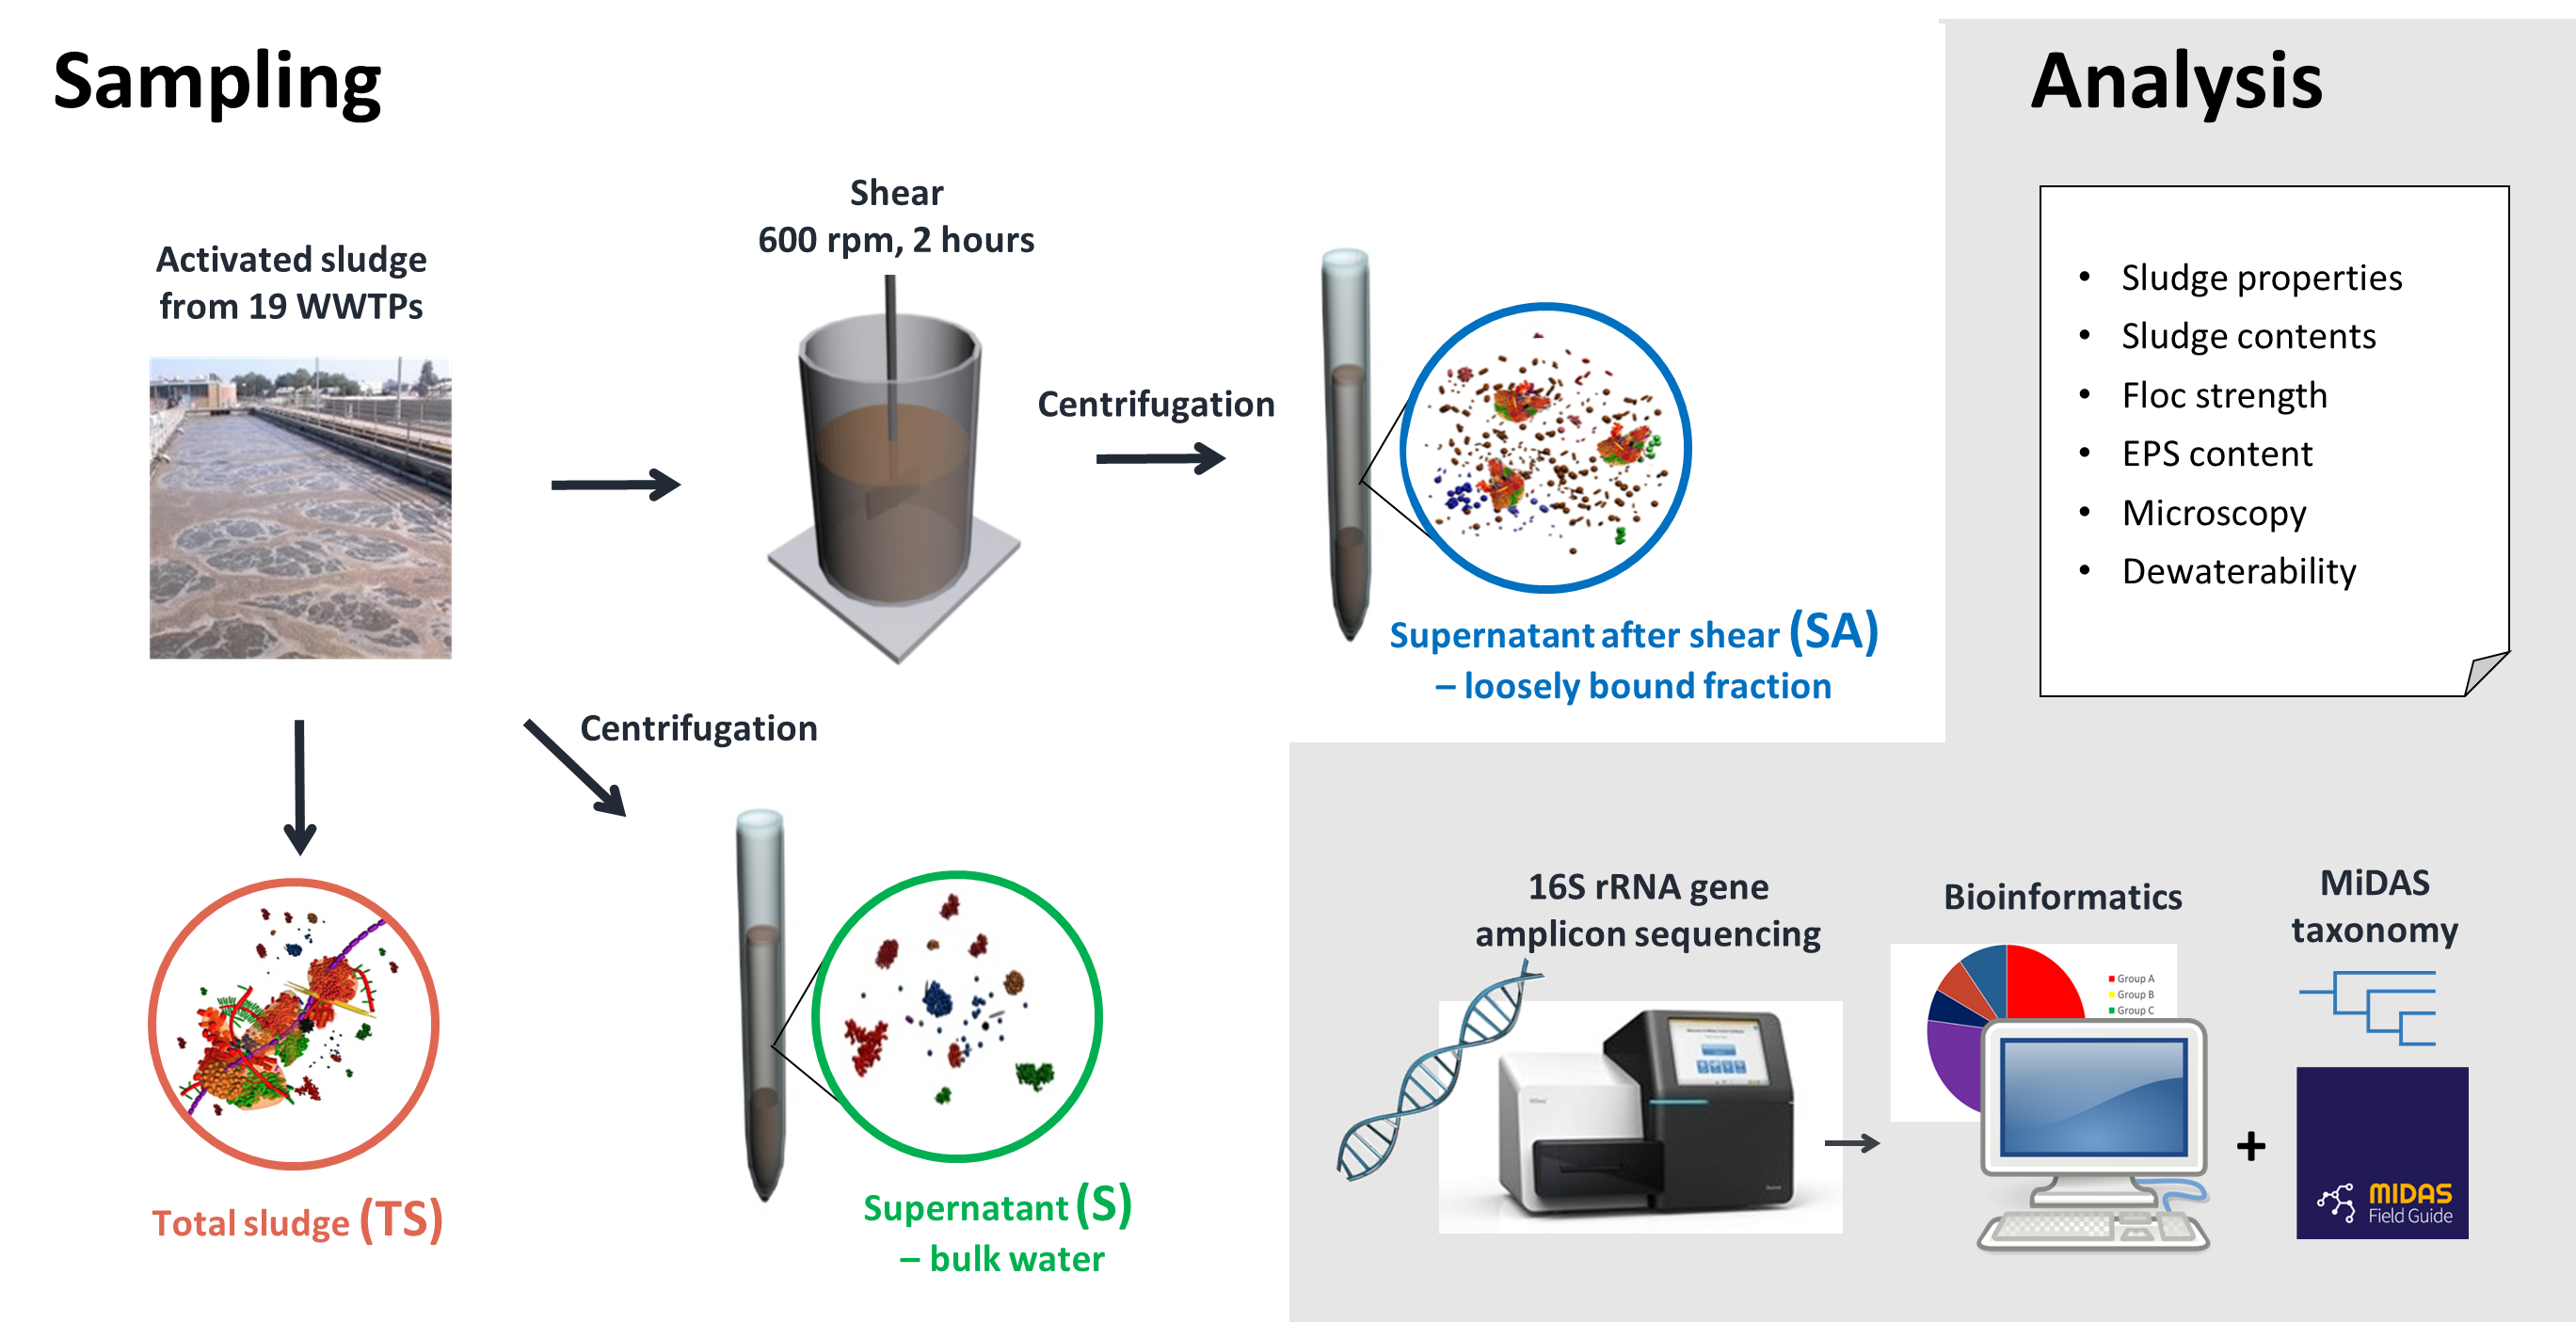 Sampling
Activated sludge
from 19 WWTPs
Shear
600 rpm, 2 hours
Centrifugation
Supernatant after shear (SA)
– loosely bound fraction
Centrifugation
Total sludge (TS)
Supernatant (S)
– bulk water
Analysis
• Sludge properties
• Sludge contents
• Floc strength
• EPS content
• Microscopy
• Dewaterability
16S rRNA gene
amplicon sequencing
Bioinformatics
Group A
Group B
Group C
MiDAS
taxonomy
+
MIDAS
Field Guide